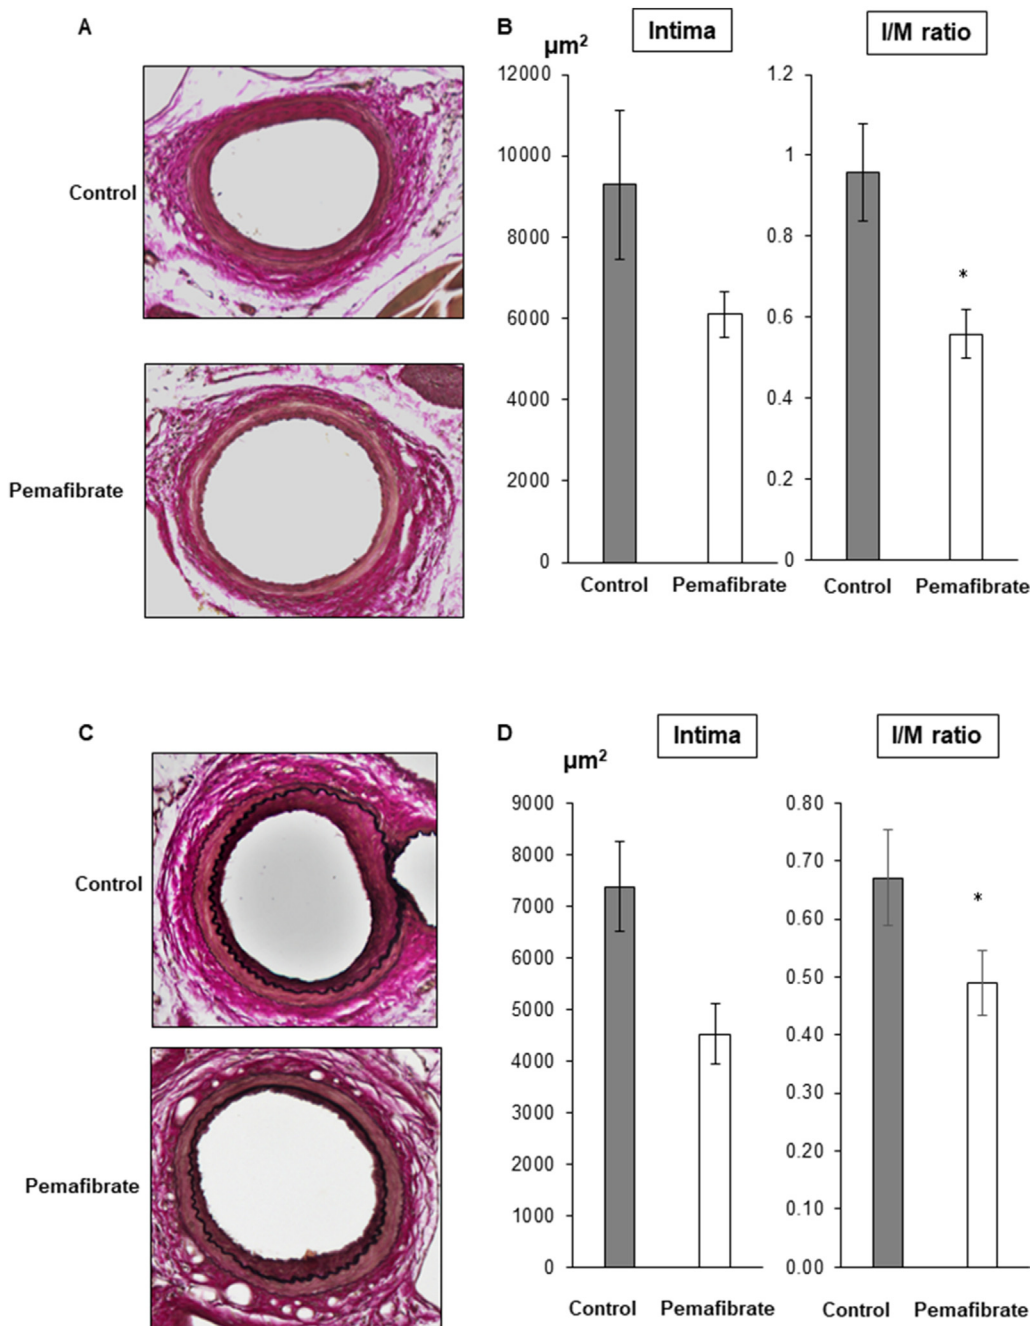 A
Control
Pemafibrate
B
Intima
µm²
12000
10000
8000
6000
4000
2000
0
Control
Pemafibrate
I/M ratio
1.2
1
0.8
0.6
0.4
0.2
0
*
Control
Pemafibrate
C
Control
Pemafibrate
D
Intima
µm²
9000
8000
7000
6000
5000
4000
3000
2000
1000
0
Control
Pemafibrate
I/M ratio
0.80
0.70
0.60
0.50
0.40
0.30
0.20
0.10
0.00
*
Control
Pemafibrate